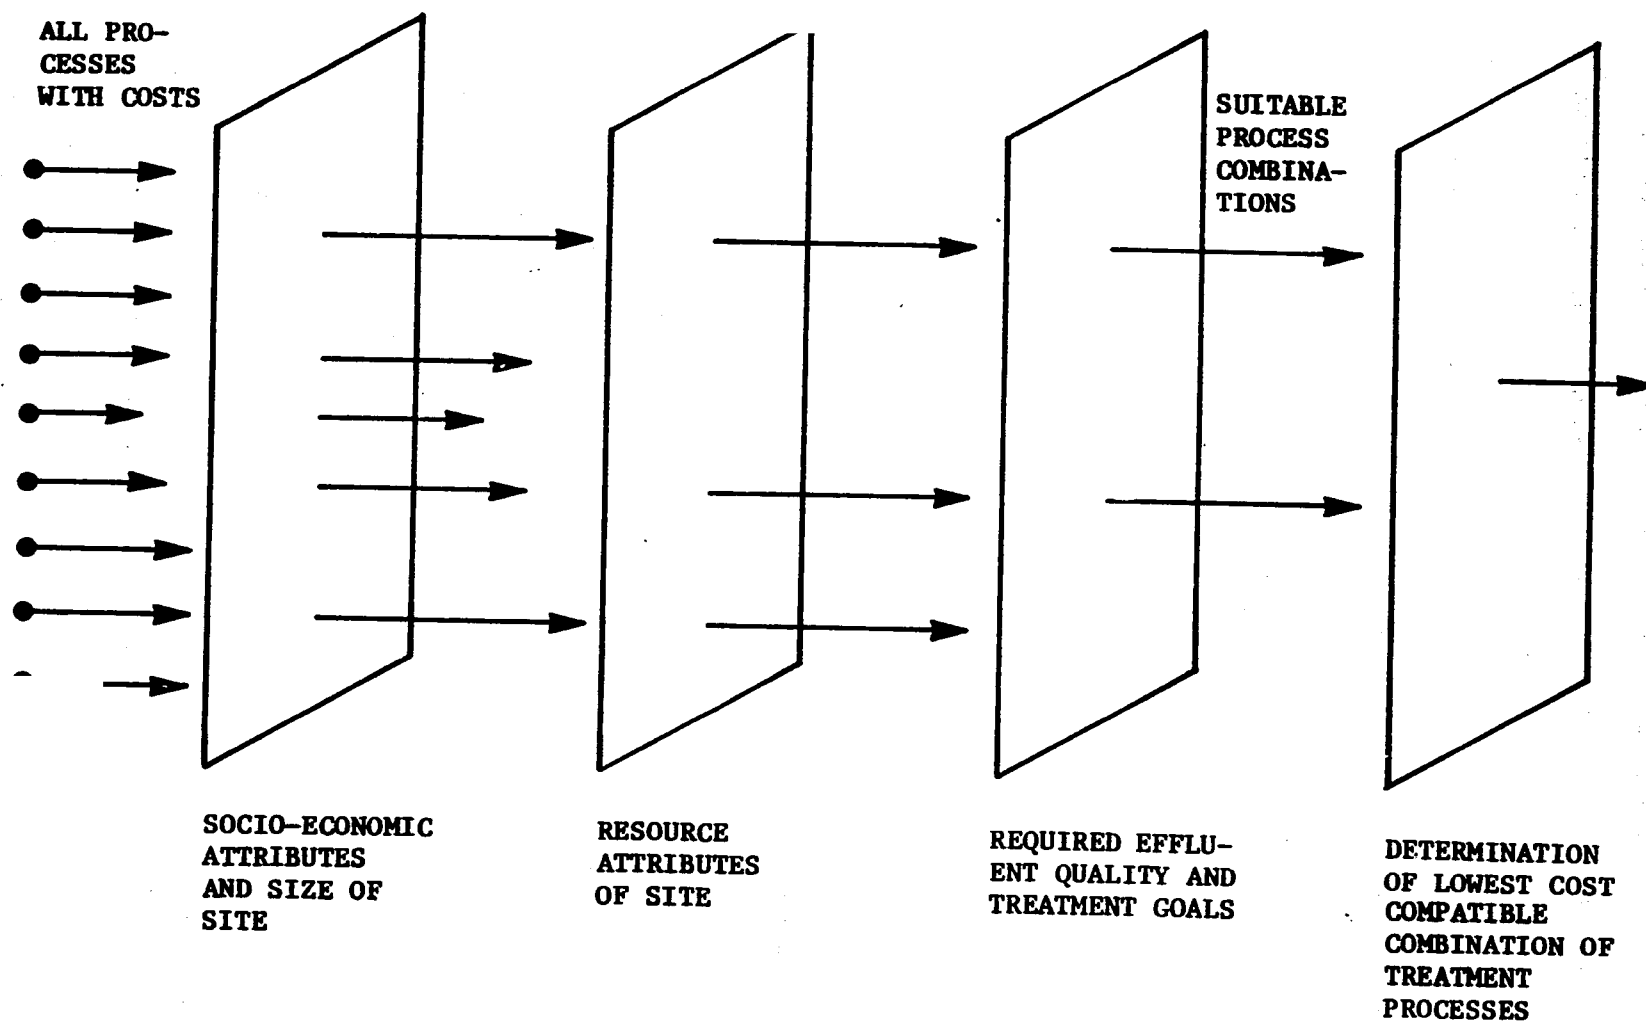 ALL PRO-
CESSES
WITH COSTS
SUITABLE
PROCESS
COMBINA-
TIONS
SOCIO-ECONOMIC
ATTRIBUTES
AND SIZE OF
SITE
RESOURCE
ATTRIBUTES
OF SITE
REQUIRED EFFLU-
ENT QUALITY AND
TREATMENT GOALS
DETERMINATION
OF LOWEST COST
COMPATIBLE
COMBINATION OF
TREATMENT
PROCESSES